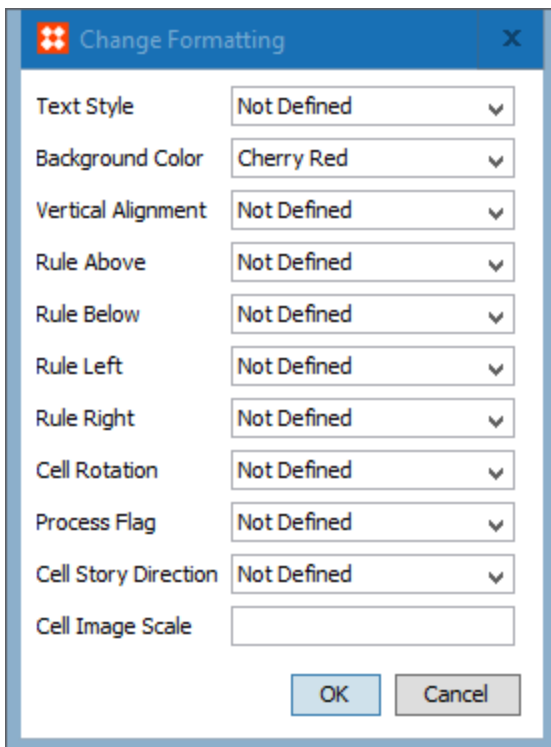 Change Formatting
Text Style Not Defined
Background Color Cherry Red
Vertical Alignment Not Defined
Rule Above Not Defined
Rule Below Not Defined
Rule Left Not Defined
Rule Right Not Defined
Cell Rotation Not Defined
Process Flag Not Defined
Cell Story Direction Not Defined
Cell Image Scale
OK Cancel